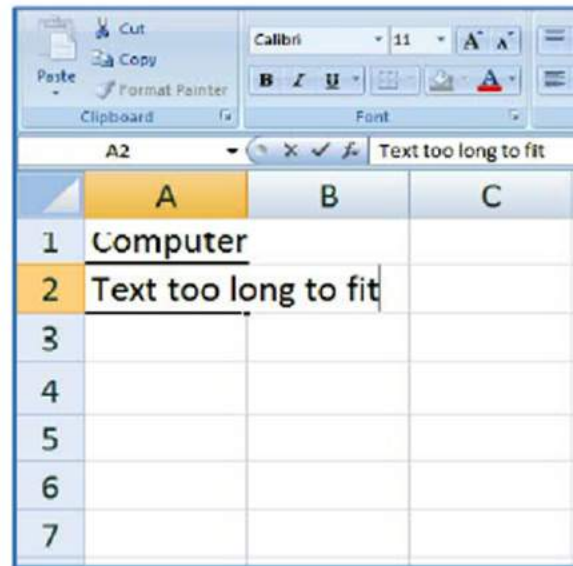 Cut
Copy
Format Painter
Paste
Calibri 11 A A
B I U A
Clipboard Font
A2 fx Text too long to fit
A B C
1 Computer
2 Text too long to fit
3
4
5
6
7